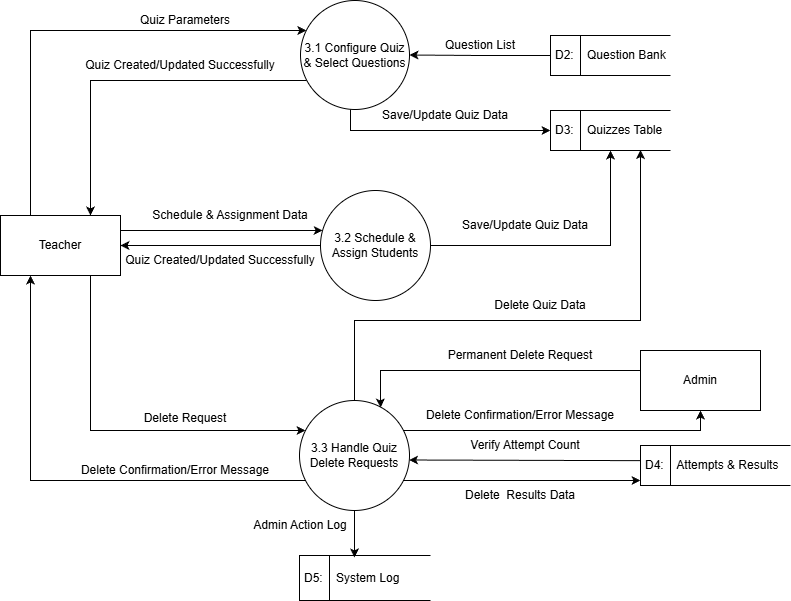 Quiz Parameters
3.1 Configure Quiz
& Select Questions
Question List
D2:
Question Bank
Quiz Created/Updated Successfully
Save/Update Quiz Data
D3:
Quizzes Table
Schedule & Assignment Data
Teacher
3.2 Schedule &
Assign Students
Save/Update Quiz Data
Quiz Created/Updated Successfully
Delete Quiz Data
Permanent Delete Request
Admin
Delete Request
Delete Confirmation/Error Message
3.3 Handle Quiz
Delete Requests
Verify Attempt Count
Delete Confirmation/Error Message
D4:
Attempts & Results
Delete  Results Data
Admin Action Log
D5:
System Log